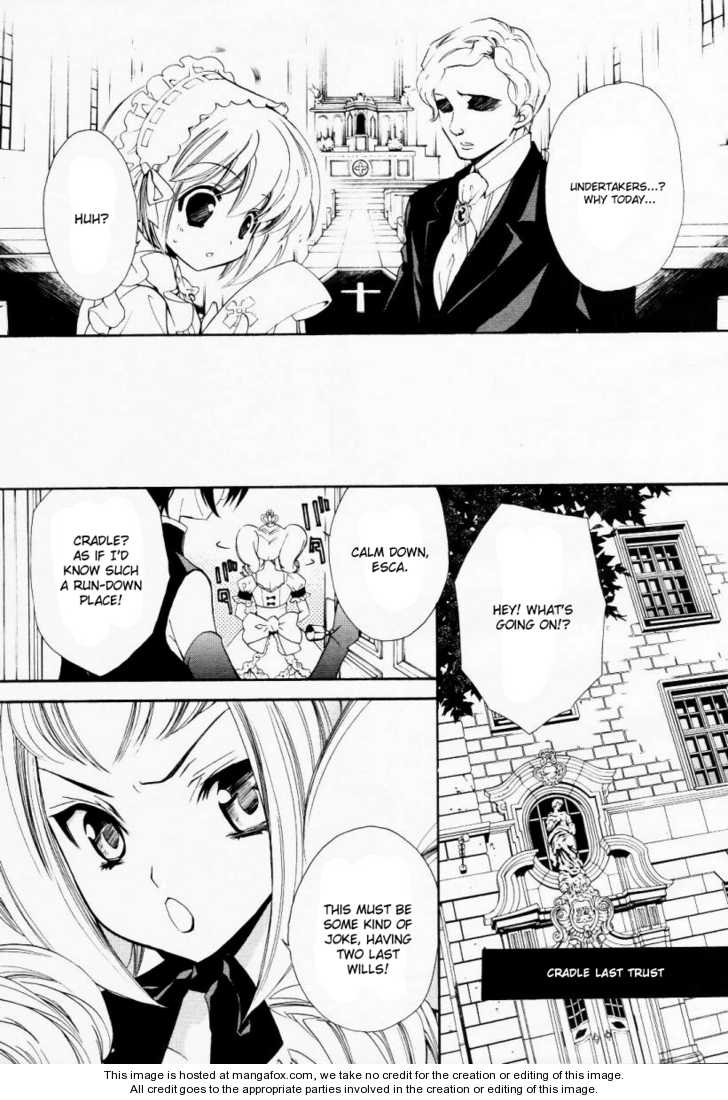 UNDERTAKERS...?
WHY TODAY...
HUH?
HEY! WHAT'S
GOING ON!?
CRADLE LAST TRUST
CALM DOWN,
ESCA.
CRADLE?
AS IF I'D
KNOW SUCH
A RUN-DOWN
PLACE!
THIS MUST BE
SOME KIND OF
JOKE, HAVING
TWO LAST
WILLS!
This image is hosted at mangafox.com, we take no credit for the creation or editing of this image.
All credit goes to the appropriate parties involved in the creation or editing of this image.